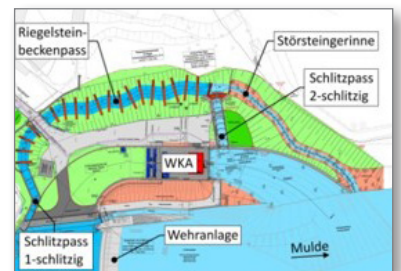 Riegelstein-
beckenpass
Störsteingerinne
Schlitzpass
2-schlitzig
WKA
Schlitzpass
1-schlitzig
Wehranlage
Mulde